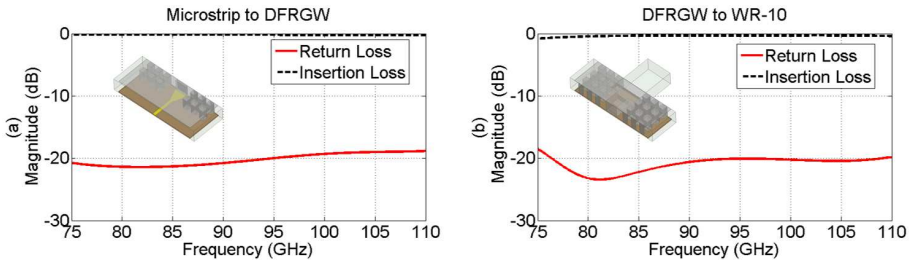 Microstrip to DFRGW
0
-10
-20
-30
(a)
Magnitude (dB)
Return Loss
Insertion Loss
75 80 85 90 95 100 105 110
Frequency (GHz)
DFRGW to WR-10
0
-10
-20
-30
(b)
Magnitude (dB)
Return Loss
Insertion Loss
75 80 85 90 95 100 105 110
Frequency (GHz)